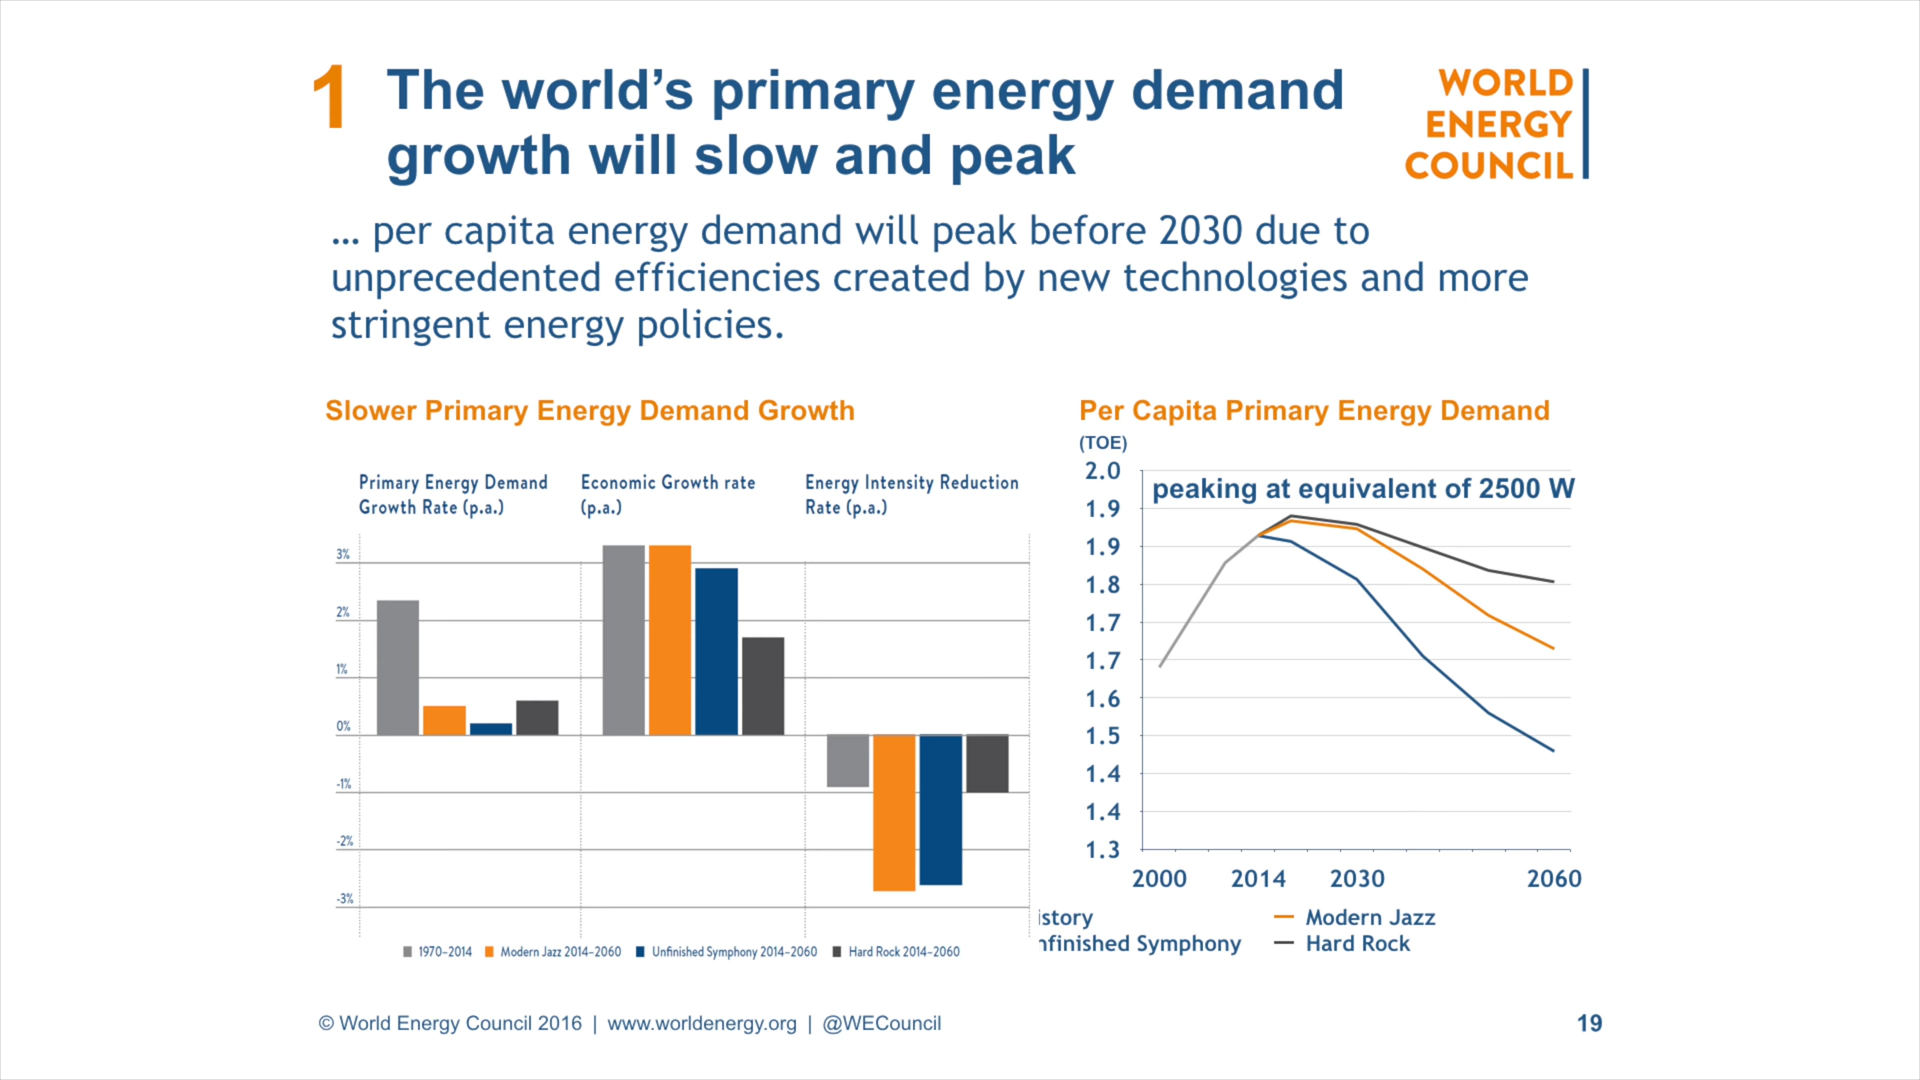 1
The world's primary energy demand
growth will slow and peak
WORLD
ENERGY
COUNCIL
... per capita energy demand will peak before 2030 due to
unprecedented efficiencies created by new technologies and more
stringent energy policies.
Slower Primary Energy Demand Growth
Primary Energy Demand
Growth Rate (p.a.)
Economic Growth rate
(p.a.)
Energy Intensity Reduction
Rate (p.a.)
3%
2%
1%
0%
-1%
-2%
-3%
1970–2014 Modern Jazz 2014–2060 Unfinished Symphony 2014–2060 Hard Rock 2014–2060
Per Capita Primary Energy Demand
(TOE)
peaking at equivalent of 2500 W
2.0
1.9
1.9
1.8
1.7
1.7
1.6
1.5
1.4
1.4
1.3
2000 2014 2030 2060
istory Modern Jazz
nfinished Symphony Hard Rock
© World Energy Council 2016 | www.worldenergy.org | @WECouncil
19